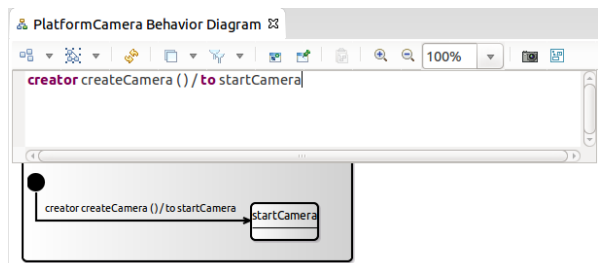 PlatformCamera Behavior Diagram
100%
creator createCamera () / to startCamera
creator createCamera () / to startCamera
startCamera